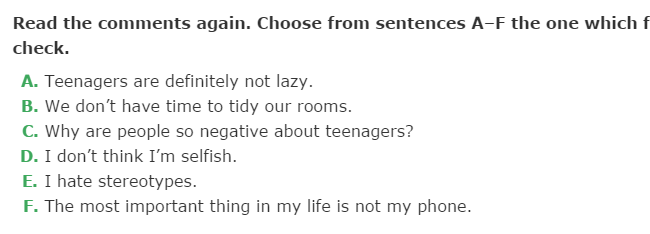 Read the comments again. Choose from sentences A–F the one which f
check.
A. Teenagers are definitely not lazy.
B. We don’t have time to tidy our rooms.
C. Why are people so negative about teenagers?
D. I don’t think I’m selfish.
E. I hate stereotypes.
F. The most important thing in my life is not my phone.